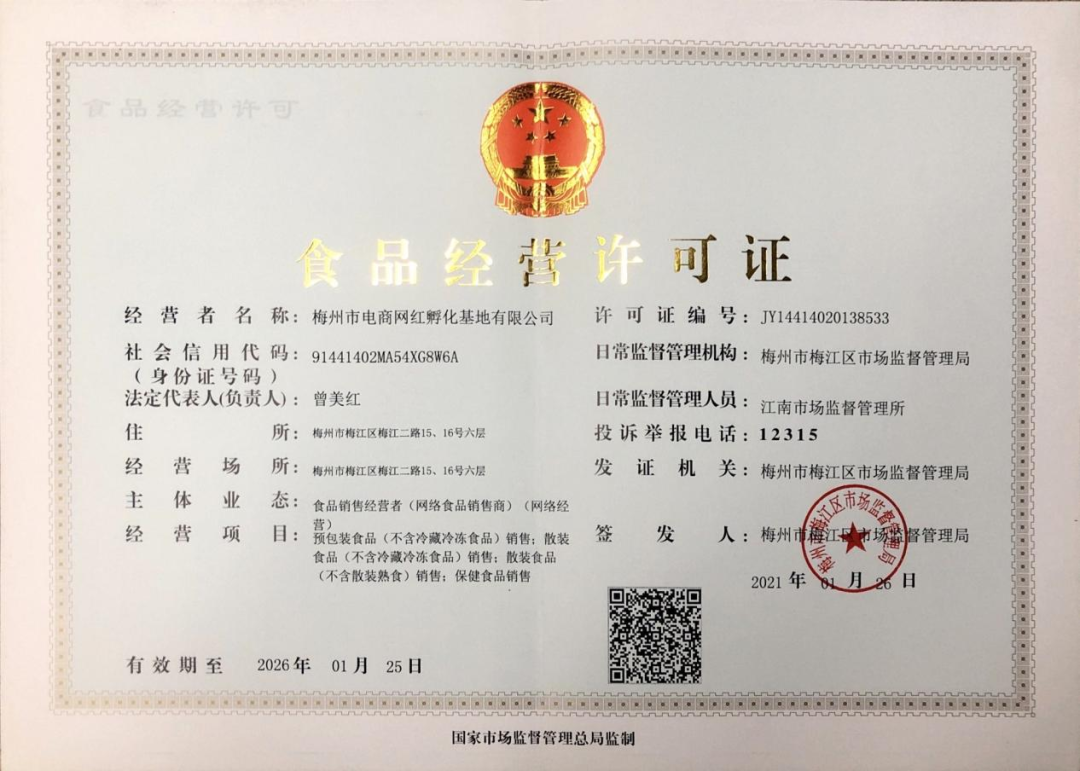 食品经营许可
食品经营许可证
经营者名称：梅州市电商网红孵化基地有限公司
社会信用代码：91441402MA54XG8W6A
（身份证号码）
法定代表人(负责人)：曾美红
住所：梅州市梅江区梅江二路15、16号六层
经营场所：梅州市梅江区梅江二路15、16号六层
主体业态：食品销售经营者（网络食品销售商）（网络经
营）
经营项目：预包装食品（不含冷藏冷冻食品）销售；散装
食品（不含冷藏冷冻食品）销售；散装食品
（不含散装熟食）销售；保健食品销售
有效期至 2026年 01月 25日
许可证编号：JY14414020138533
日常监督管理机构：梅州市梅江区市场监督管理局
日常监督管理人员：江南市场监督管理所
投诉举报电话：12315
发证机关：梅州市梅江区市场监督管理局
签发人：梅州市梅江区市场监督管理局
梅州市梅江区市场监督管理局
2021年 01月 26日
国家市场监督管理总局监制